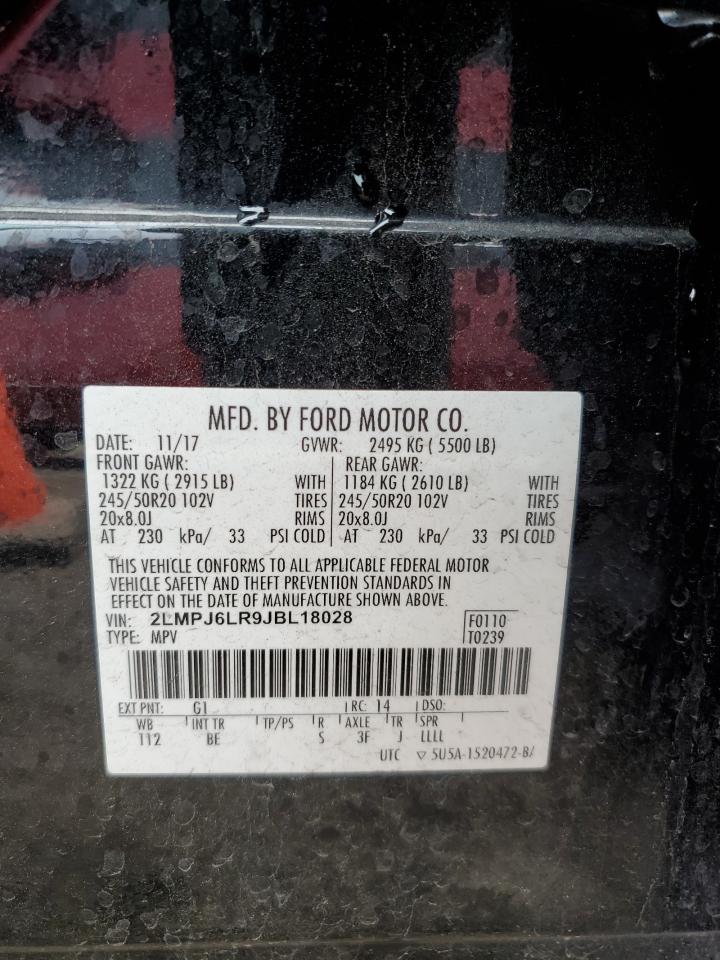 MFD. BY FORD MOTOR CO.
DATE: 11/17 GVWR: 2495 KG ( 5500 LB)
FRONT GAWR: REAR GAWR:
1322 KG ( 2915 LB) WITH 1184 KG ( 2610 LB) WITH
245/50R20 102V TIRES 245/50R20 102V TIRES
20x8.0J RIMS 20x8.0J RIMS
AT 230 kPa/ 33 PSI COLD AT 230 kPa/ 33 PSI COLD
THIS VEHICLE CONFORMS TO ALL APPLICABLE FEDERAL MOTOR
VEHICLE SAFETY AND THEFT PREVENTION STANDARDS IN
EFFECT ON THE DATE OF MANUFACTURE SHOWN ABOVE.
VIN: 2LMPJ6LR9JBL18028 F0110
TYPE: MPV T0239
EXT PNT: G1 RC: 14 DSO:
WB INT TR TP/PS R AXLE TR SPR
112 BE S 3F J LLLL
UTC ▽ 5U5A-1520472-B/